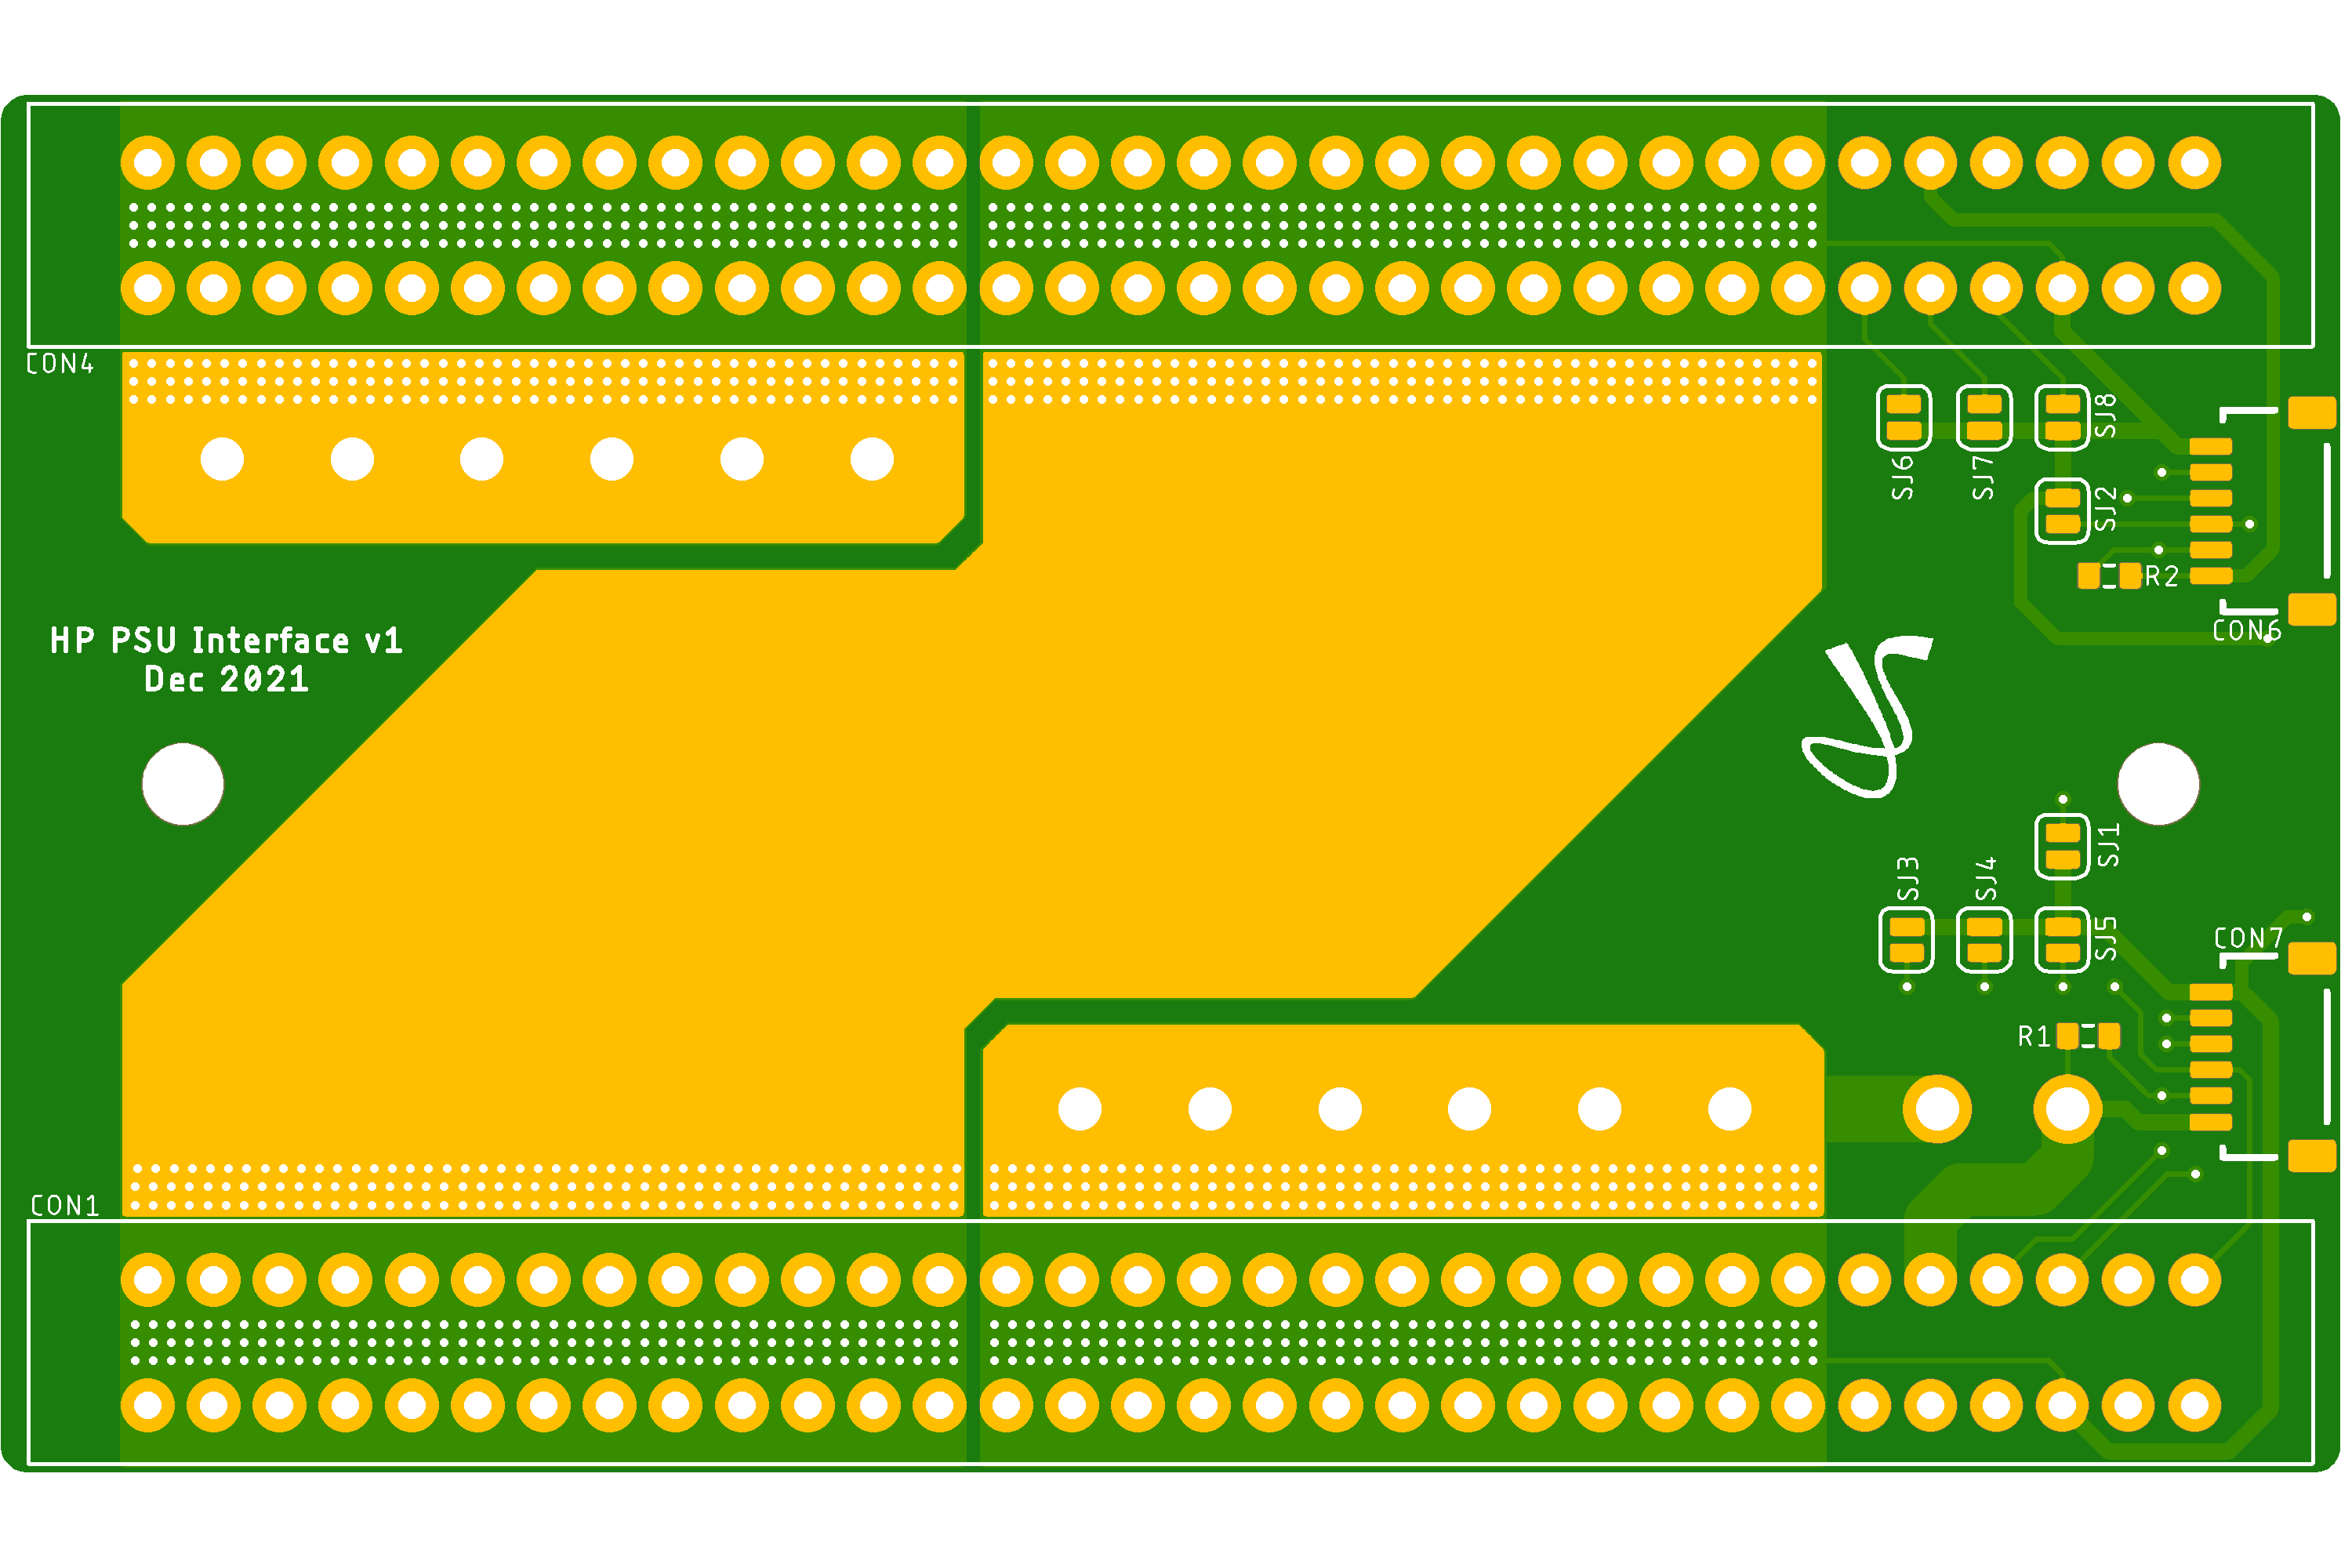 CON4
SJ6
SJ7
SJ8
SJ2
R2
CON6
HP PSU Interface v1
Dec 2021
SJ1
SJ3
SJ4
SJ5
CON7
R1
CON1